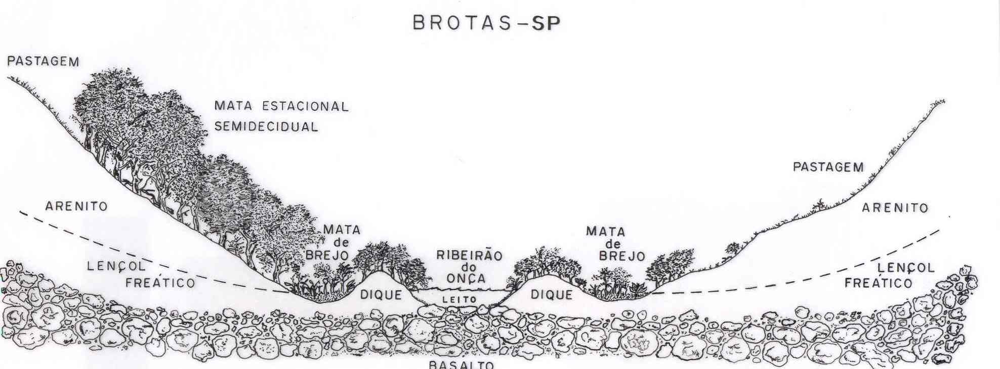 BROTAS-SP
PASTAGEM
MATA ESTACIONAL
SEMIDECIDUAL
PASTAGEM
ARENITO
ARENITO
MATA
de
BREJO
RIBEIRÃO
do
ONÇA
MATA
de
BREJO
LENÇOL
FREÁTICO
LENÇOL
FREÁTICO
DIQUE
LEITO
DIQUE
BASALTO